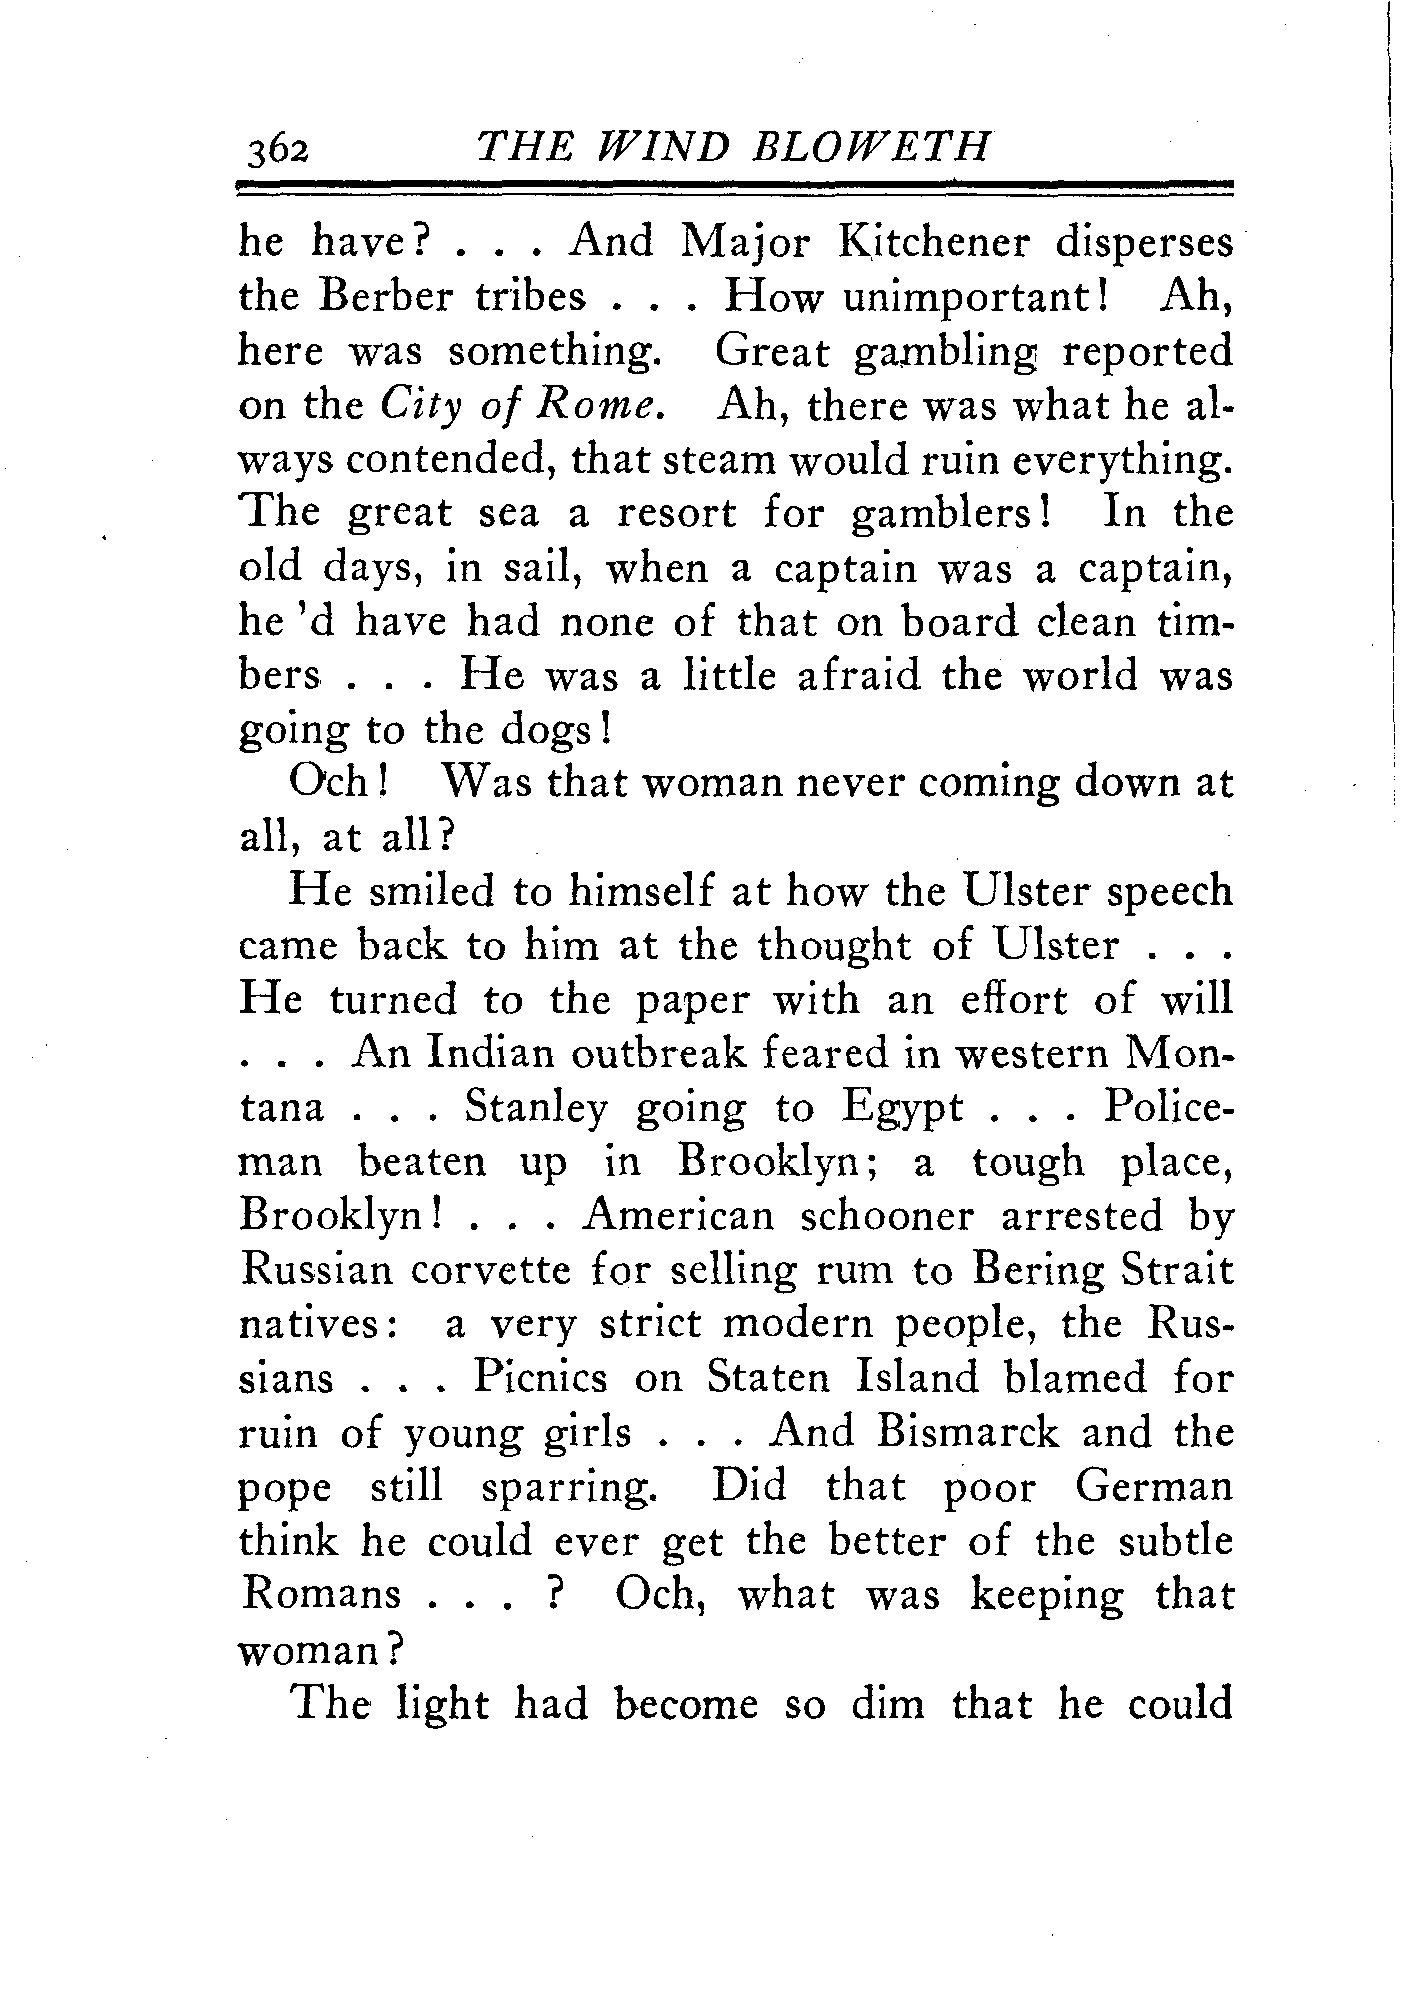 362 THE WIND BLOWETH
he have? . . . And Major Kitchener disperses
the Berber tribes . . . How unimportant! Ah,
here was something. Great gambling reported
on the City of Rome. Ah, there was what he al-
ways contended, that steam would ruin everything.
The great sea a resort for gamblers! In the
old days, in sail, when a captain was a captain,
he 'd have had none of that on board clean tim-
bers . . . He was a little afraid the world was
going to the dogs!
Och! Was that woman never coming down at
all, at all?
He smiled to himself at how the Ulster speech
came back to him at the thought of Ulster . . .
He turned to the paper with an effort of will
. . . An Indian outbreak feared in western Mon-
tana . . . Stanley going to Egypt . . . Police-
man beaten up in Brooklyn; a tough place,
Brooklyn! . . . American schooner arrested by
Russian corvette for selling rum to Bering Strait
natives: a very strict modern people, the Rus-
sians . . . Picnics on Staten Island blamed for
ruin of young girls . . . And Bismarck and the
pope still sparring. Did that poor German
think he could ever get the better of the subtle
Romans . . . ? Och, what was keeping that
woman?
The light had become so dim that he could